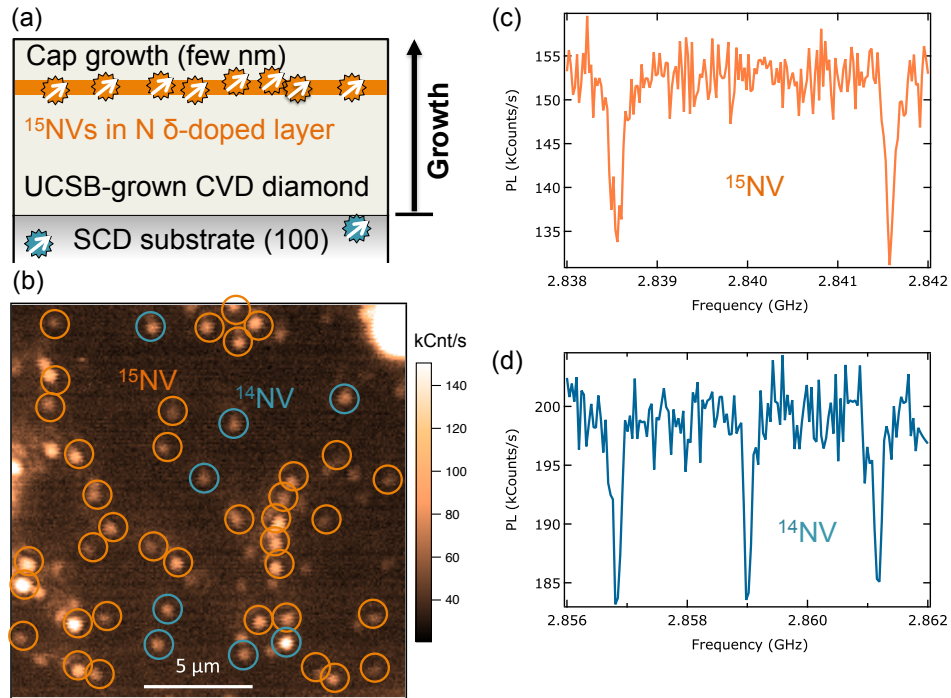 (a)
Cap growth (few nm)
¹⁵NVs in N δ-doped layer
UCSB-grown CVD diamond
SCD substrate (100)
Growth
(b)
¹⁵NV
¹⁴NV
5 μm
kCnt/s
140
120
100
80
60
40
(c)
155
150
145
140
135
PL (kCounts/s)
¹⁵NV
2.838
2.839
2.840
2.841
2.842
Frequency (GHz)
(d)
200
195
190
185
PL (kCounts/s)
¹⁴NV
2.856
2.858
2.860
2.862
Frequency (GHz)